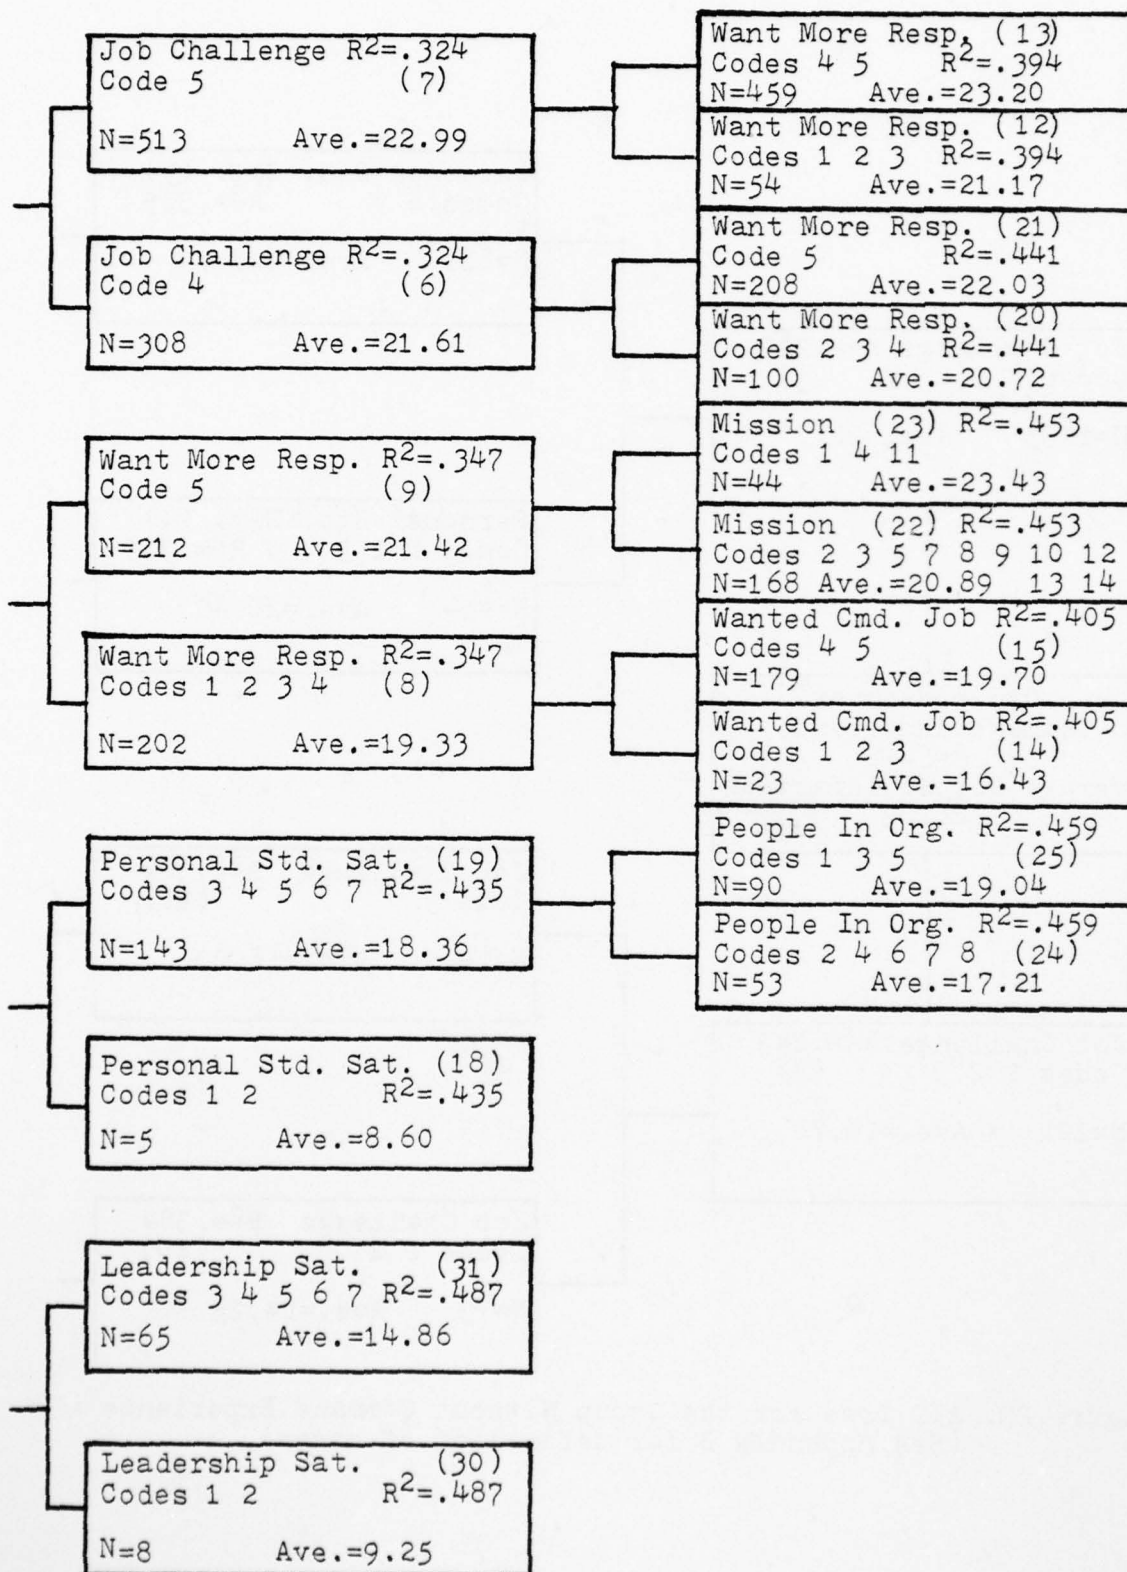 Job Challenge R²=.324
Code 5 (7)
N=513 Ave.=22.99
Job Challenge R²=.324
Code 4 (6)
N=308 Ave.=21.61
Want More Resp. R²=.347
Code 5 (9)
N=212 Ave.=21.42
Want More Resp. R²=.347
Codes 1 2 3 4 (8)
N=202 Ave.=19.33
Personal Std. Sat. (19)
Codes 3 4 5 6 7 R²=.435
N=143 Ave.=18.36
Personal Std. Sat. (18)
Codes 1 2 R²=.435
N=5 Ave.=8.60
Leadership Sat. (31)
Codes 3 4 5 6 7 R²=.487
N=65 Ave.=14.86
Leadership Sat. (30)
Codes 1 2 R²=.487
N=8 Ave.=9.25
Want More Resp. (13)
Codes 4 5 R²=.394
N=459 Ave.=23.20
Want More Resp. (12)
Codes 1 2 3 R²=.394
N=54 Ave.=21.17
Want More Resp. (21)
Code 5 R²=.441
N=208 Ave.=22.03
Want More Resp. (20)
Codes 2 3 4 R²=.441
N=100 Ave.=20.72
Mission (23) R²=.453
Codes 1 4 11
N=44 Ave.=23.43
Mission (22) R²=.453
Codes 2 3 5 7 8 9 10 12
N=168 Ave.=20.89 13 14
Wanted Cmd. Job R²=.405
Codes 4 5 (15)
N=179 Ave.=19.70
Wanted Cmd. Job R²=.405
Codes 1 2 3 (14)
N=23 Ave.=16.43
People In Org. R²=.459
Codes 1 3 5 (25)
N=90 Ave.=19.04
People In Org. R²=.459
Codes 2 4 6 7 8 (24)
N=53 Ave.=17.21